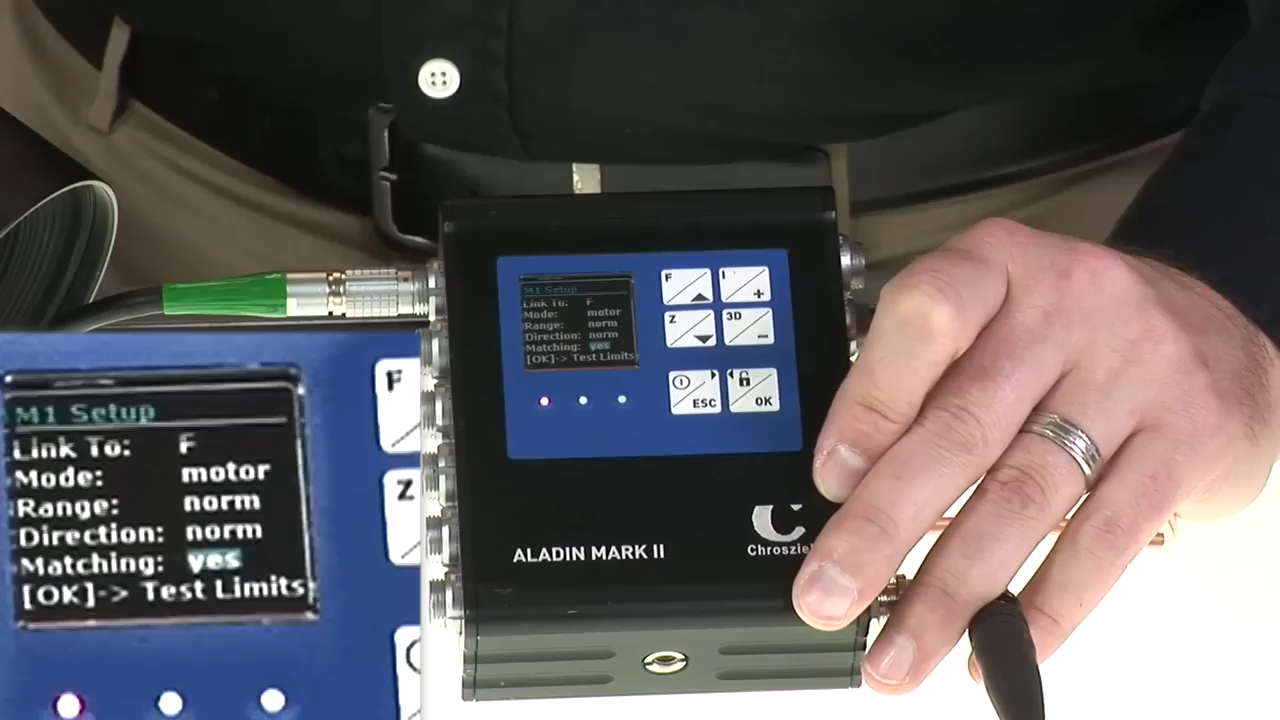 M1 Setup
Link To: F
Mode: motor
Range: norm
Direction: norm
Matching: yes
[OK]-> Test Limits
F
I
+
Z
3D
-
ESC
OK
ALADIN MARK II
Chrosziel
M1 Setup
Link To: F
Mode: motor
Range: norm
Direction: norm
Matching: yes
[OK]-> Test Limits
F
Z